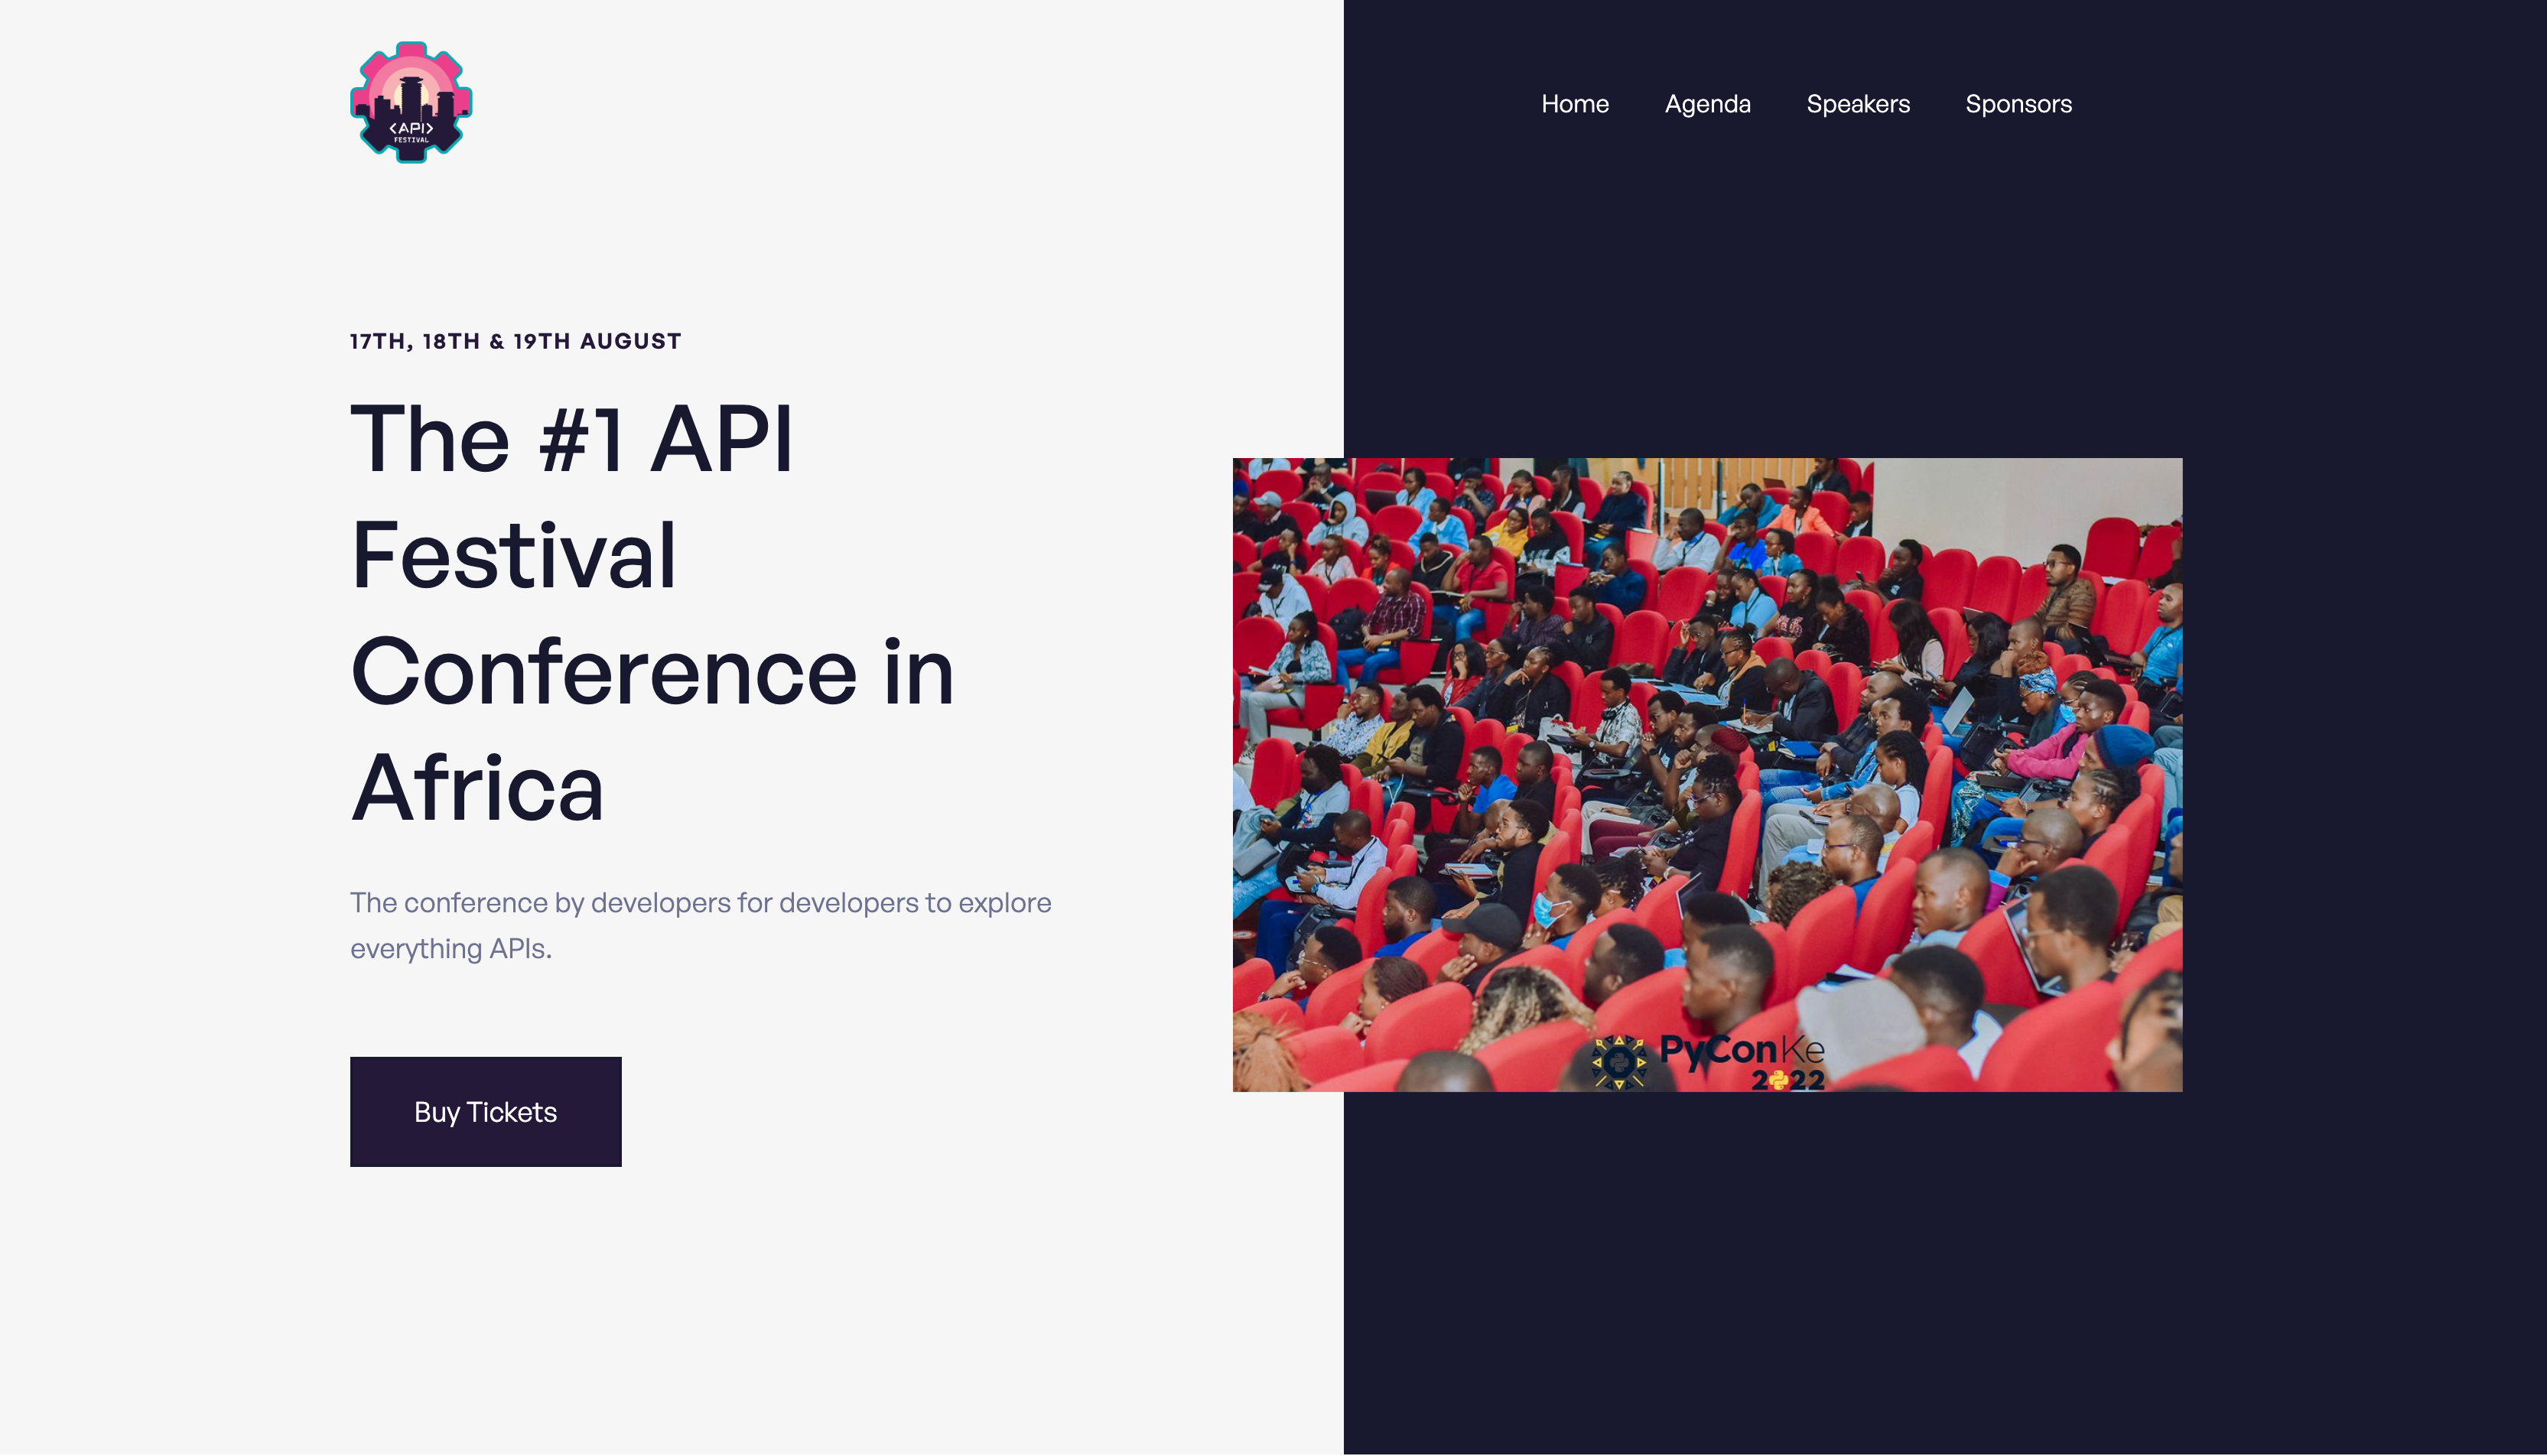 <API>
FESTIVAL
Home Agenda Speakers Sponsors
17TH, 18TH & 19TH AUGUST
The #1 API
Festival
Conference in
Africa
The conference by developers for developers to explore
everything APIs.
Buy Tickets
PyConKe
2022